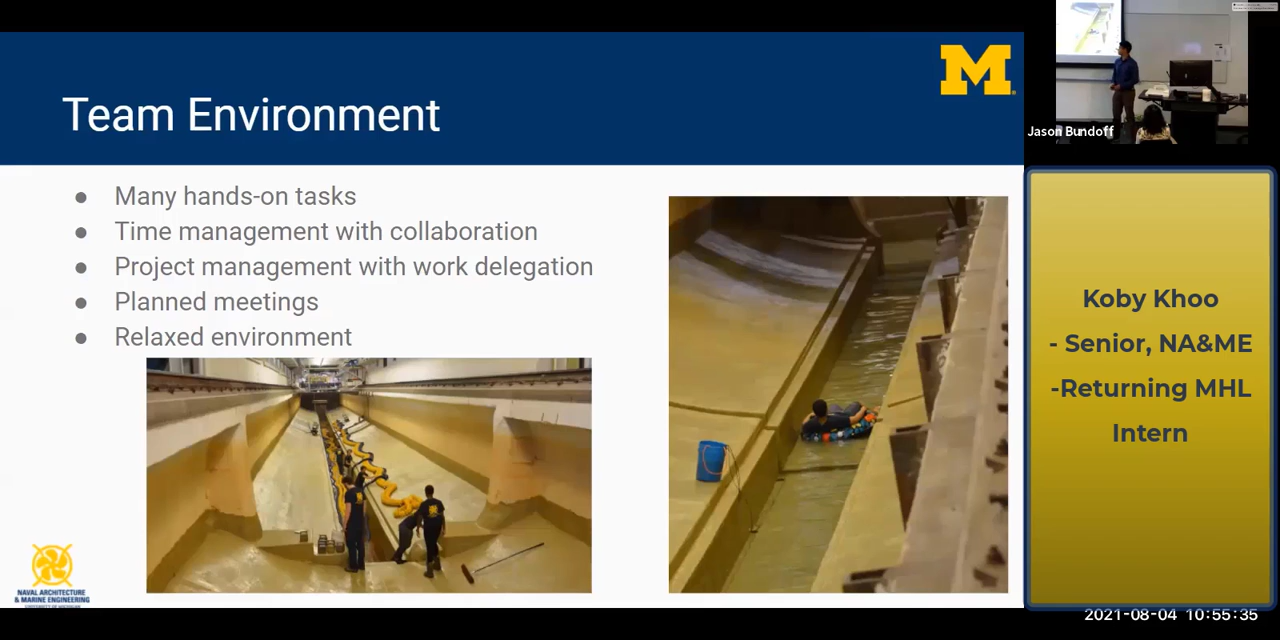 M
Team Environment
● Many hands-on tasks
● Time management with collaboration
● Project management with work delegation
● Planned meetings
● Relaxed environment
NAVAL ARCHITECTURE
& MARINE ENGINEERING
UNIVERSITY OF MICHIGAN
Jason Bundoff
Koby Khoo
- Senior, NA&ME
-Returning MHL
Intern
2021-08-04 10:55:35